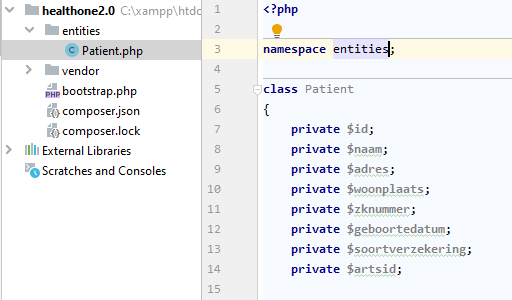 healthone2.0 C:\xampp\htdo
entities
Patient.php
vendor
bootstrap.php
composer.json
composer.lock
External Libraries
Scratches and Consoles
1 <?php
2
3 namespace entities;
4
5 class Patient
6 {
7 private $id;
8 private $naam;
9 private $adres;
10 private $woonplaats;
11 private $zknummer;
12 private $geboortedatum;
13 private $soortverzekering;
14 private $artsid;
15